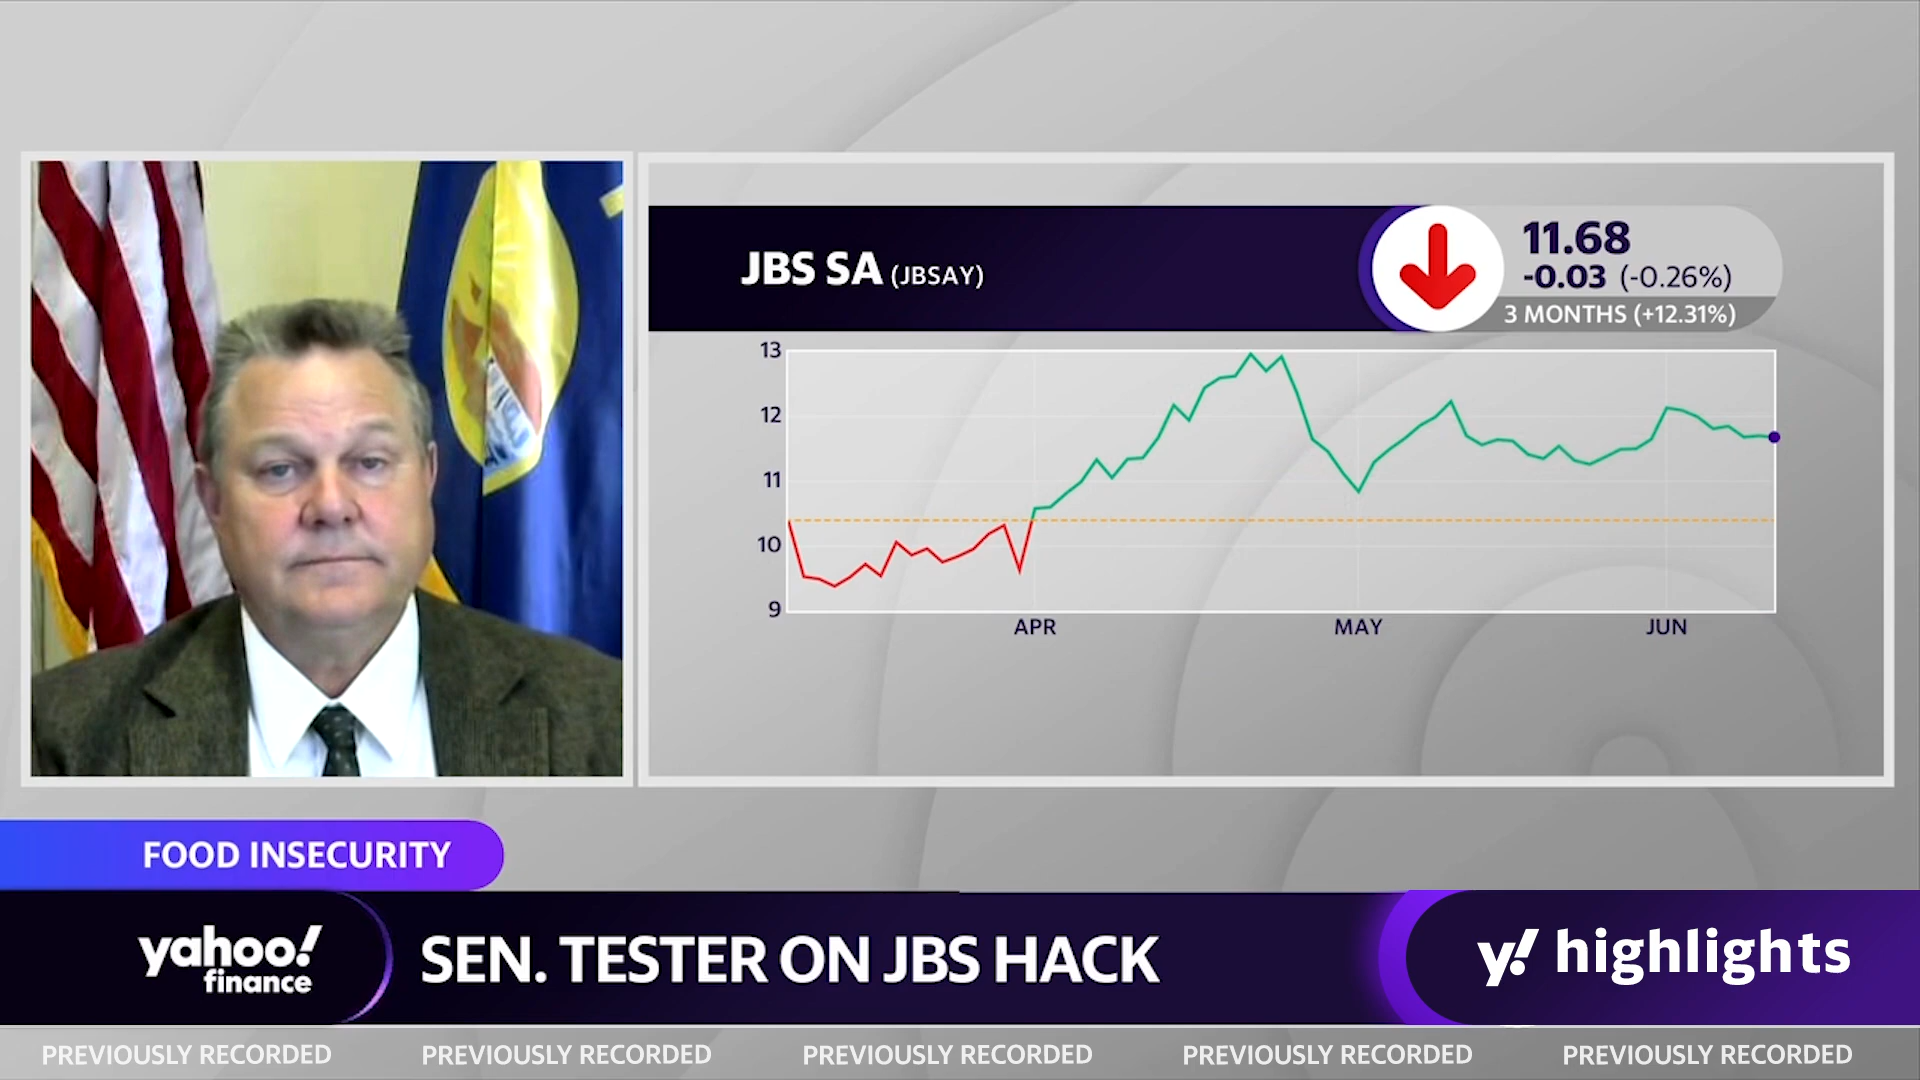 JBS SA (JBSAY)
11.68
-0.03 (-0.26%)
3 MONTHS (+12.31%)
13
12
11
10
9
APR MAY JUN
FOOD INSECURITY
yahoo!
finance
SEN. TESTER ON JBS HACK
y! highlights
PREVIOUSLY RECORDED PREVIOUSLY RECORDED PREVIOUSLY RECORDED PREVIOUSLY RECORDED PREVIOUSLY RECORDED